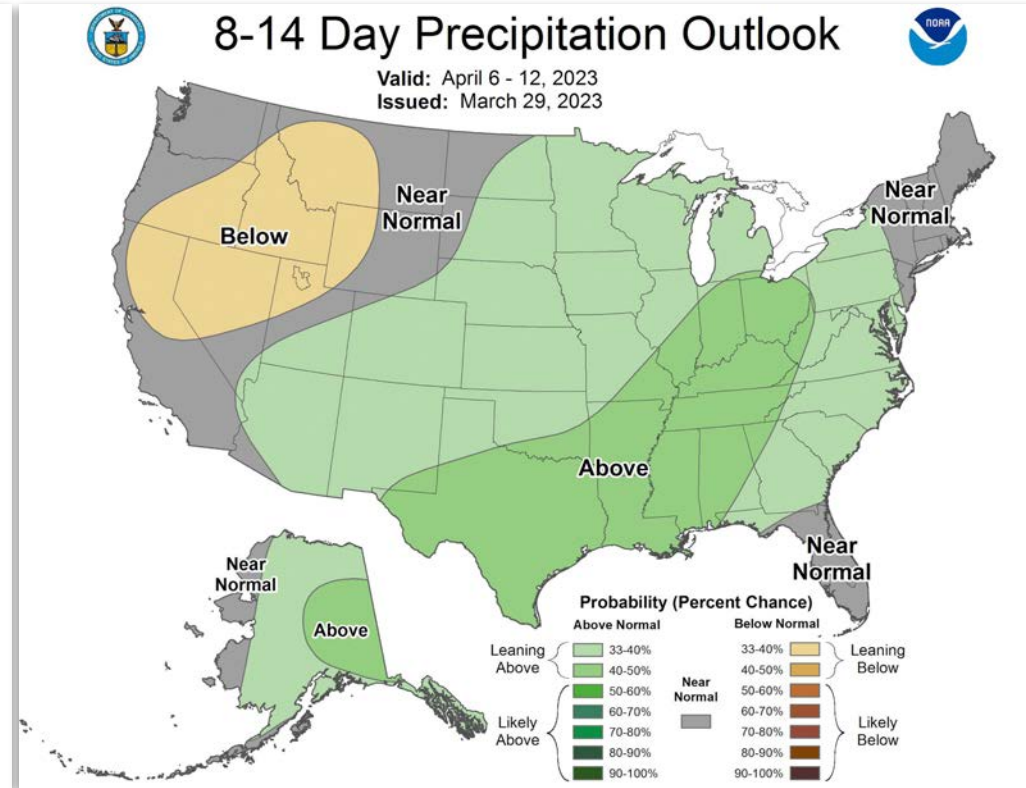 8-14 Day Precipitation Outlook
NOAA
Valid: April 6 - 12, 2023
Issued: March 29, 2023
Near
Normal
Below
Near
Normal
Above
Near
Normal
Above
Near
Normal
Probability (Percent Chance)
Above Normal
Below Normal
Leaning
Above
33-40%
40-50%
Likely
Above
50-60%
60-70%
70-80%
80-90%
90-100%
Near
Normal
33-40%
40-50%
Leaning
Below
50-60%
60-70%
70-80%
80-90%
90-100%
Likely
Below